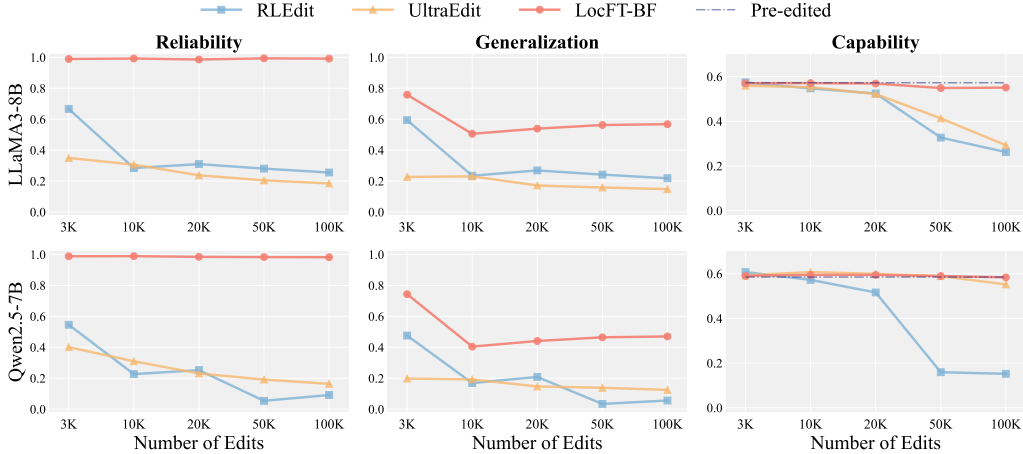 RLEdit UltraEdit LocFT-BF Pre-edited
Reliability Generalization Capability
LLaMA3-8B
1.0
0.8
0.6
0.4
0.2
0.0
3K 10K 20K 50K 100K
1.0
0.8
0.6
0.4
0.2
0.0
3K 10K 20K 50K 100K
0.6
0.4
0.2
0.0
3K 10K 20K 50K 100K
Qwen2.5-7B
1.0
0.8
0.6
0.4
0.2
0.0
3K 10K 20K 50K 100K
Number of Edits
1.0
0.8
0.6
0.4
0.2
0.0
3K 10K 20K 50K 100K
Number of Edits
0.6
0.4
0.2
0.0
3K 10K 20K 50K 100K
Number of Edits